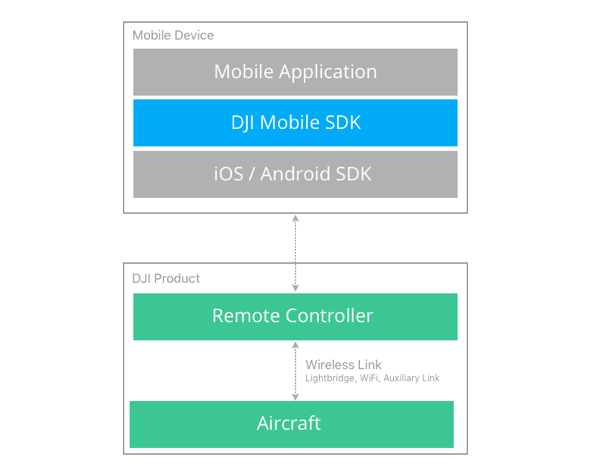 Mobile Device
Mobile Application
DJI Mobile SDK
iOS / Android SDK
DJI Product
Remote Controller
Wireless Link
Lightbridge, WiFi, Auxiliary Link
Aircraft